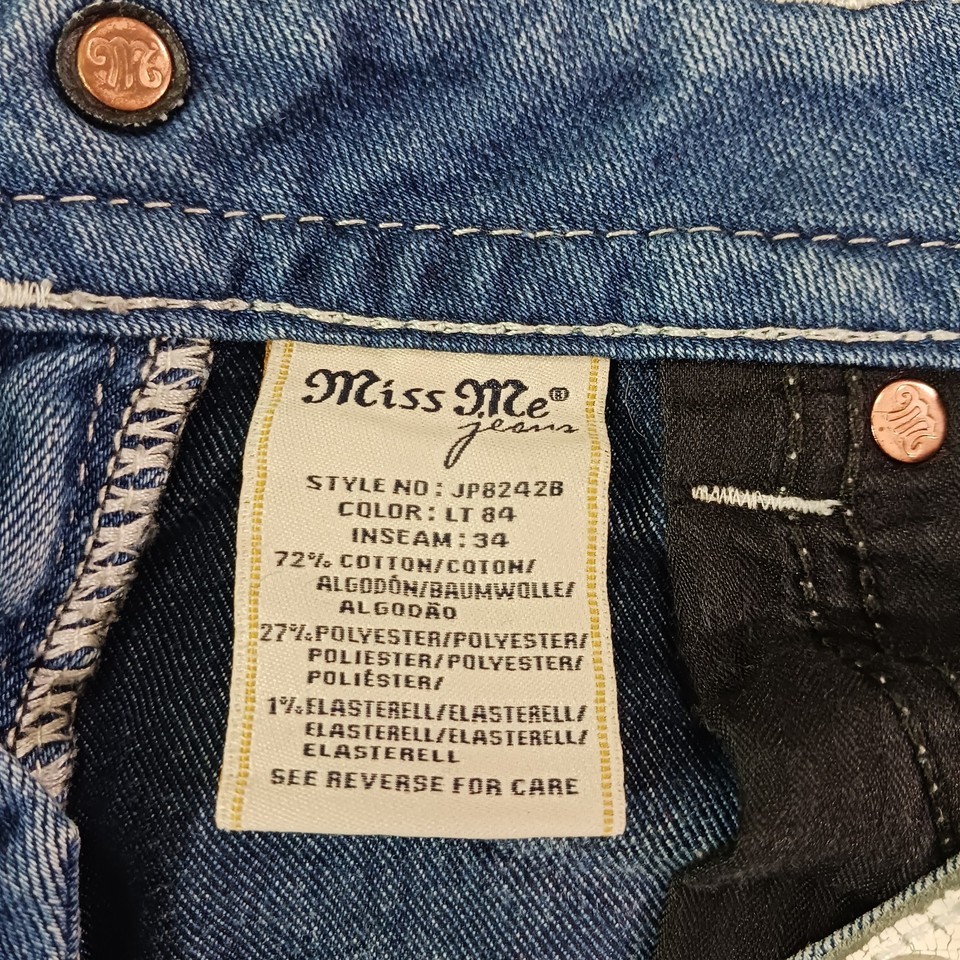 Miss Me®
jeans
STYLE NO: JP8242B
COLOR: LT 84
INSEAM: 34
72% COTTON/COTON/
ALGODÓN/BAUMWOLLE/
ALGODÃO
27% POLYESTER/POLYESTER/
POLIESTER/POLYESTER/
POLIÉSTER/
1% ELASTERELL/ELASTERELL/
ELASTERELL/ELASTERELL/
ELASTERELL
SEE REVERSE FOR CARE
M
M